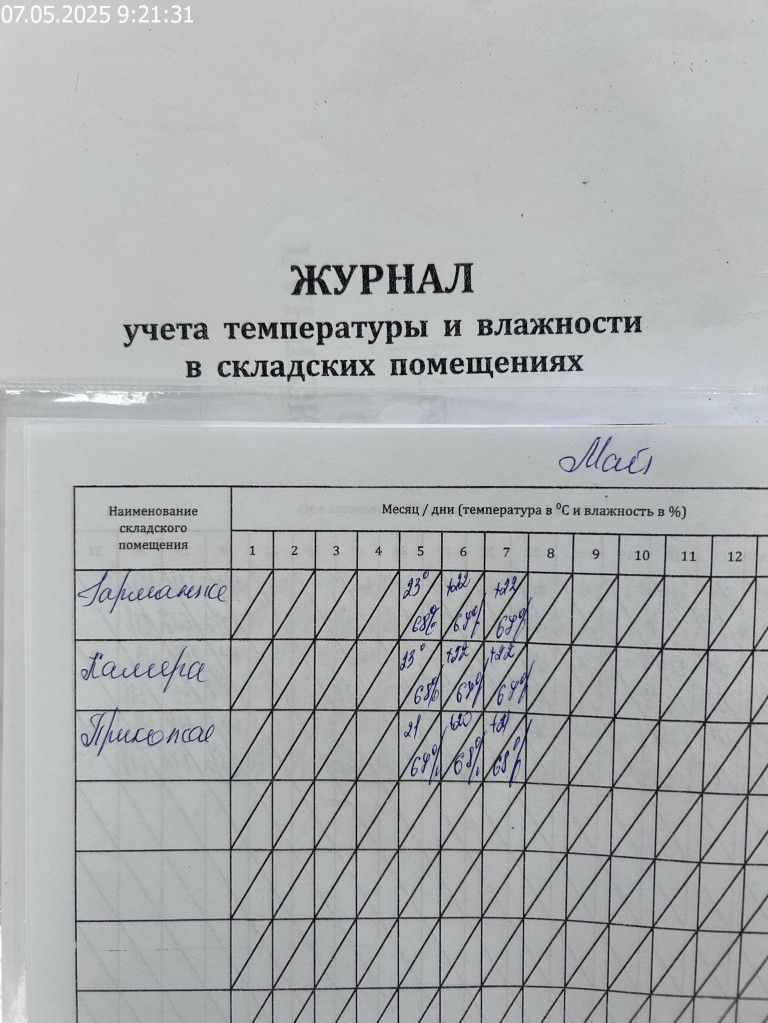 07.05.2025 9:21:31
ЖУРНАЛ
учета температуры и влажности
в складских помещениях
Май
Наименование складского помещения
Месяц / дни (температура в ⁰С и влажность в %)
1 2 3 4 5 6 7 8 9 10 11 12
23° +22 +22
68% 67% 67%
Камера 23° +22 +22
68% 67% 67%
21 +20 +21
67% 68% 68%